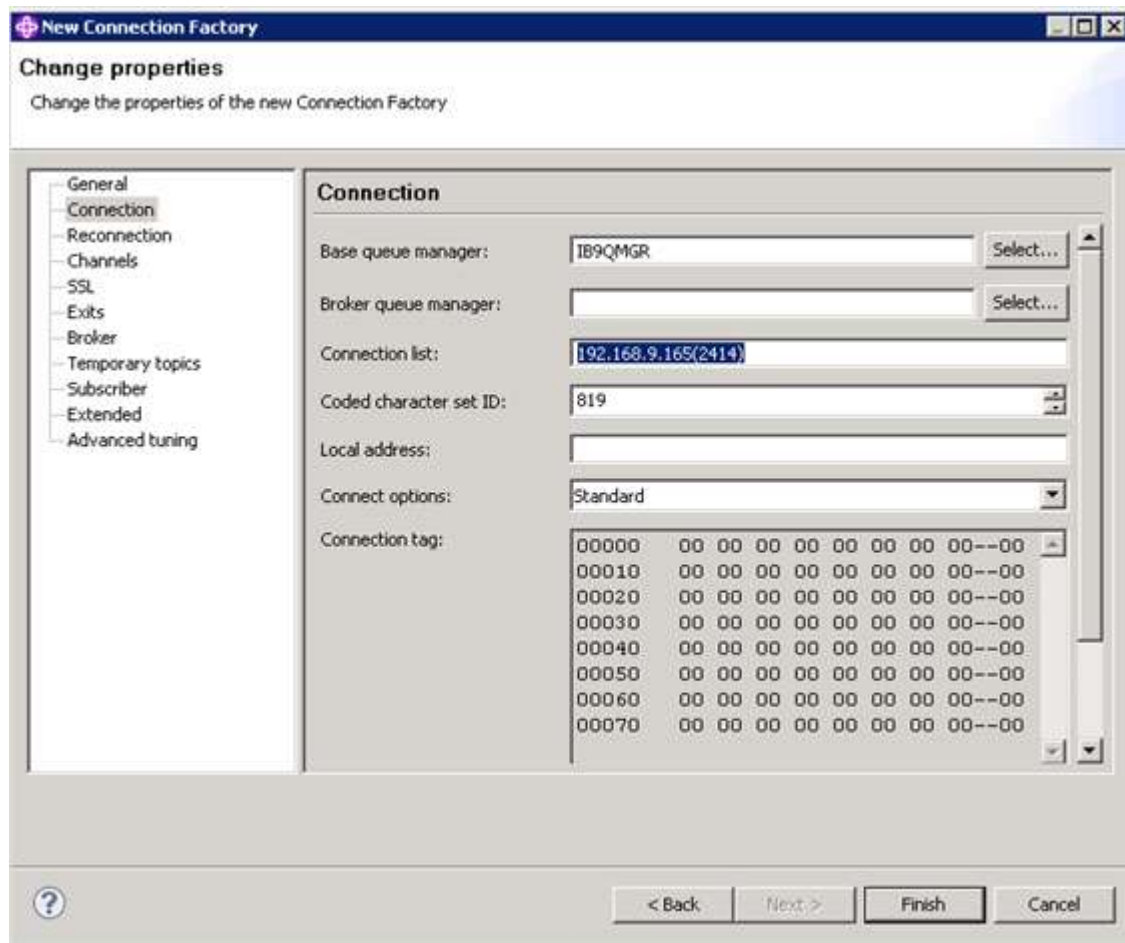 New Connection Factory
Change properties
Change the properties of the new Connection Factory
General
Connection
Reconnection
Channels
SSL
Exits
Broker
Temporary topics
Subscriber
Extended
Advanced tuning
Connection
Base queue manager: IB9QMGR Select...
Broker queue manager: Select...
Connection list: 192.168.9.165(2414)
Coded character set ID: 819
Local address:
Connect options: Standard
Connection tag:
00000 00 00 00 00 00 00 00 00--00
00010 00 00 00 00 00 00 00 00--00
00020 00 00 00 00 00 00 00 00--00
00030 00 00 00 00 00 00 00 00--00
00040 00 00 00 00 00 00 00 00--00
00050 00 00 00 00 00 00 00 00--00
00060 00 00 00 00 00 00 00 00--00
00070 00 00 00 00 00 00 00 00--00
? < Back Next > Finish Cancel